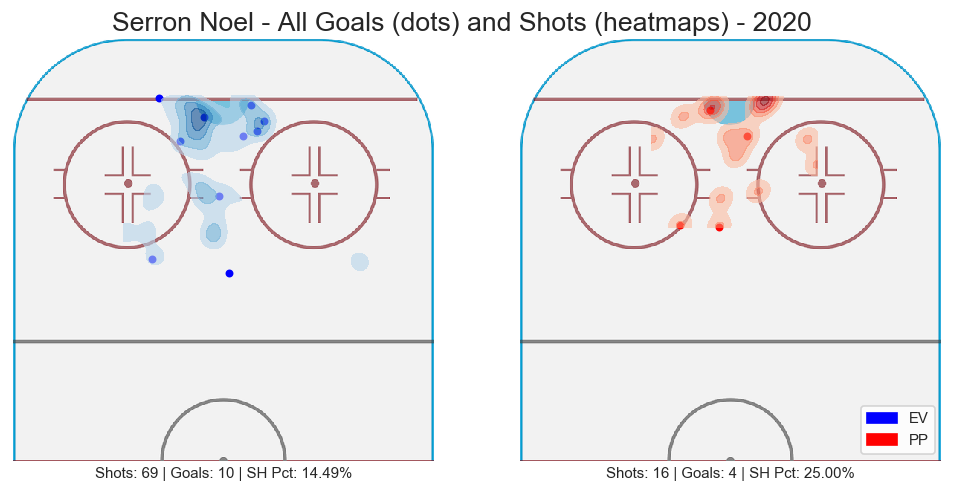 Serron Noel - All Goals (dots) and Shots (heatmaps) - 2020
EV
PP
Shots: 69 | Goals: 10 | SH Pct: 14.49%
Shots: 16 | Goals: 4 | SH Pct: 25.00%